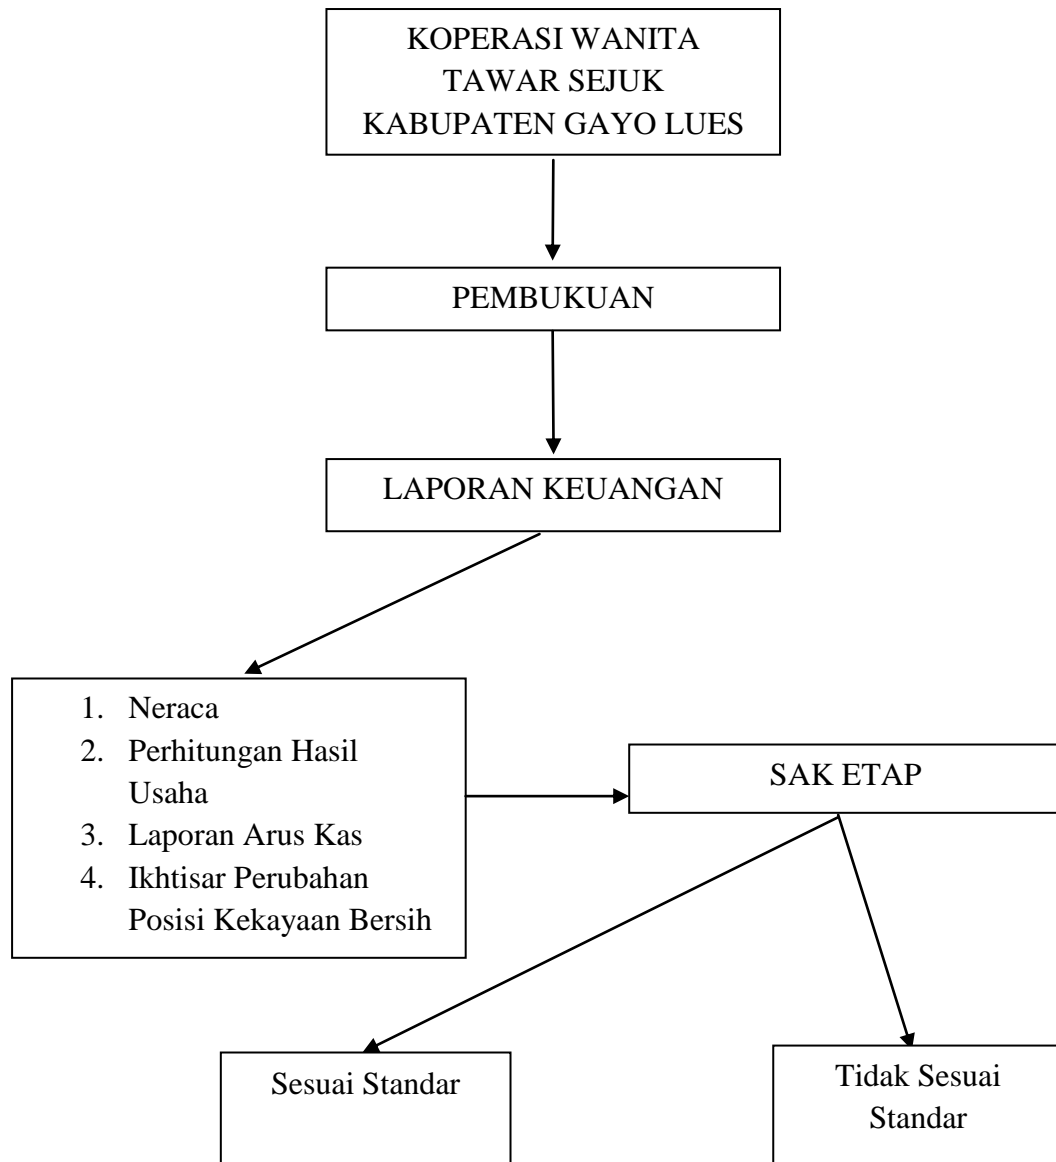 KOPERASI WANITA
TAWAR SEJUK
KABUPATEN GAYO LUES
PEMBUKUAN
LAPORAN KEUANGAN
1. Neraca
2. Perhitungan Hasil
Usaha
3. Laporan Arus Kas
4. Ikhtisar Perubahan
Posisi Kekayaan Bersih
SAK ETAP
Sesuai Standar
Tidak Sesuai
Standar